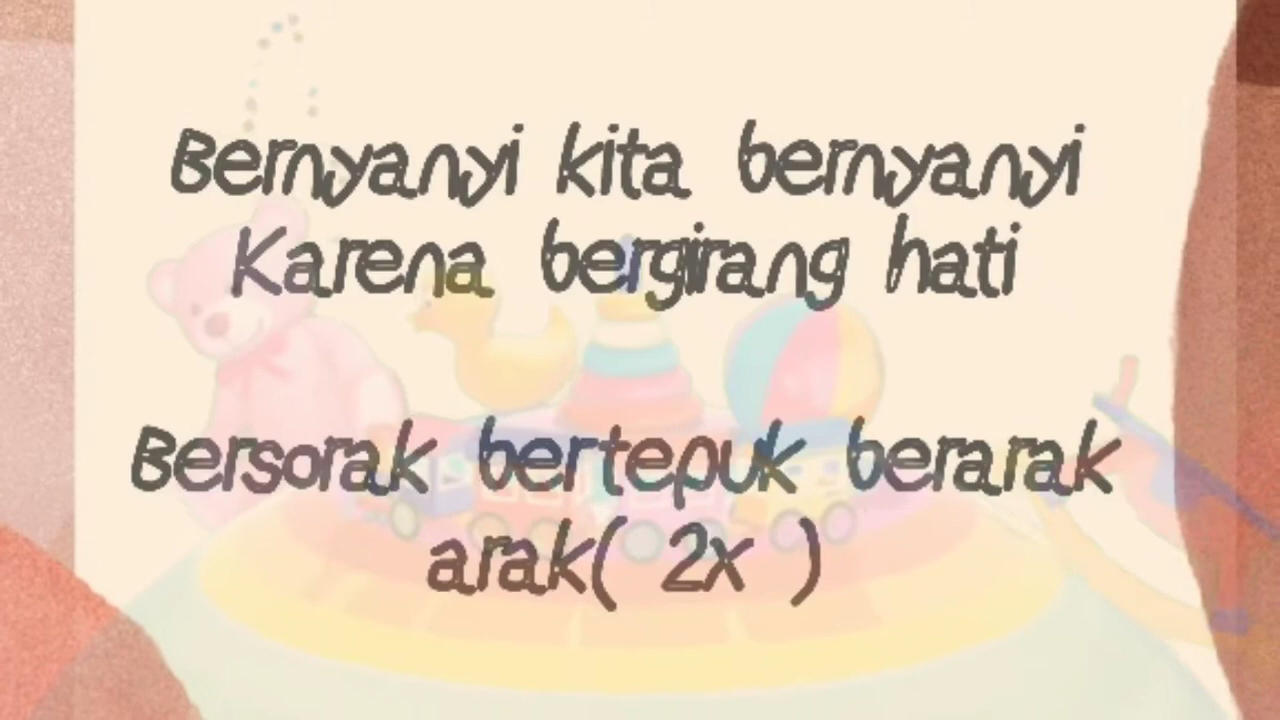 Bernyanyi kita bernyanyi
Karena bergirang hati
Bersorak bertepuk berarak
arak( 2x )